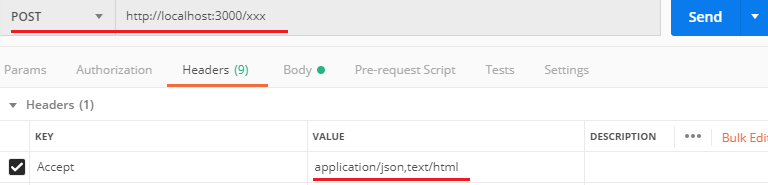 POST http://localhost:3000/xxx Send
Params Authorization Headers (9) Body Pre-request Script Tests Settings
Headers (1)
KEY VALUE DESCRIPTION ••• Bulk Edi
Accept application/json,text/html